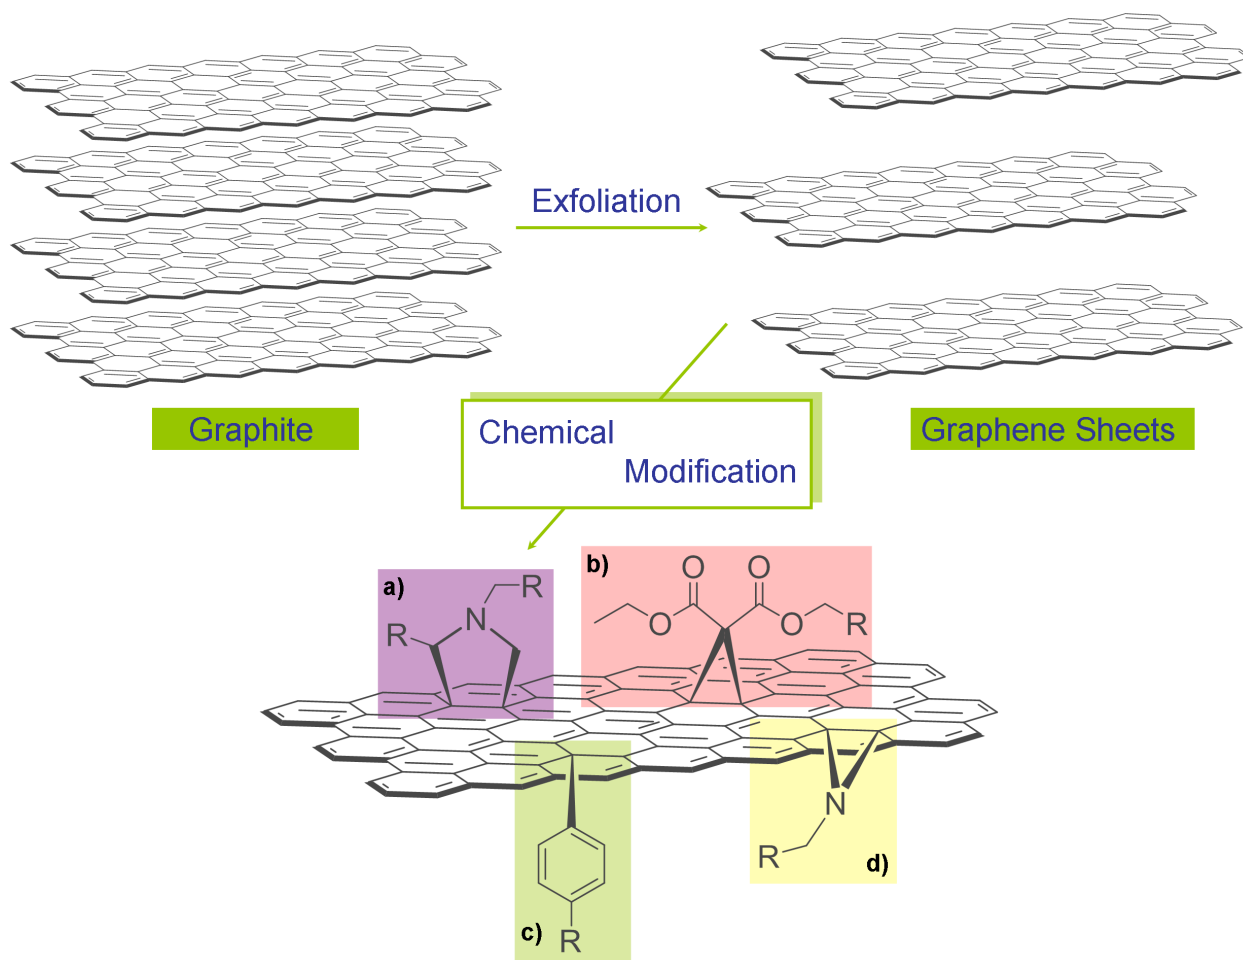 Exfoliation
Graphite
Graphene Sheets
Chemical
Modification
a)
R
N
R
b)
O
O
O
O
R
c)
R
d)
N
R